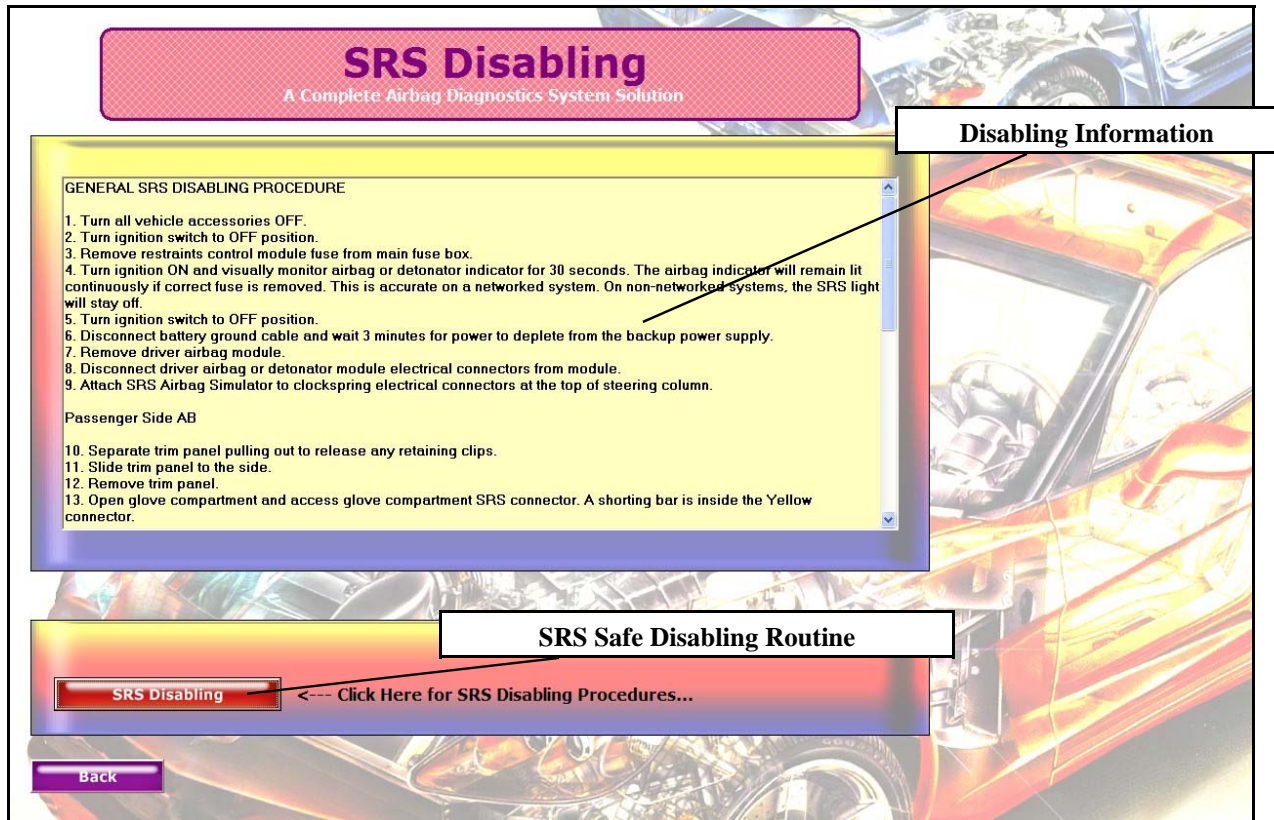 SRS Disabling
A Complete Airbag Diagnostics System Solution
Disabling Information
GENERAL SRS DISABLING PROCEDURE
1. Turn all vehicle accessories OFF.
2. Turn ignition switch to OFF position.
3. Remove restraints control module fuse from main fuse box.
4. Turn ignition ON and visually monitor airbag or detonator indicator for 30 seconds. The airbag indicator will remain lit
continuously if correct fuse is removed. This is accurate on a networked system. On non-networked systems, the SRS light
will stay off.
5. Turn ignition switch to OFF position.
6. Disconnect battery ground cable and wait 3 minutes for power to deplete from the backup power supply.
7. Remove driver airbag module.
8. Disconnect driver airbag or detonator module electrical connectors from module.
9. Attach SRS Airbag Simulator to clockspring electrical connectors at the top of steering column.
Passenger Side AB
10. Separate trim panel pulling out to release any retaining clips.
11. Slide trim panel to the side.
12. Remove trim panel.
13. Open glove compartment and access glove compartment SRS connector. A shorting bar is inside the Yellow
connector.
SRS Safe Disabling Routine
SRS Disabling
<--- Click Here for SRS Disabling Procedures...
Back